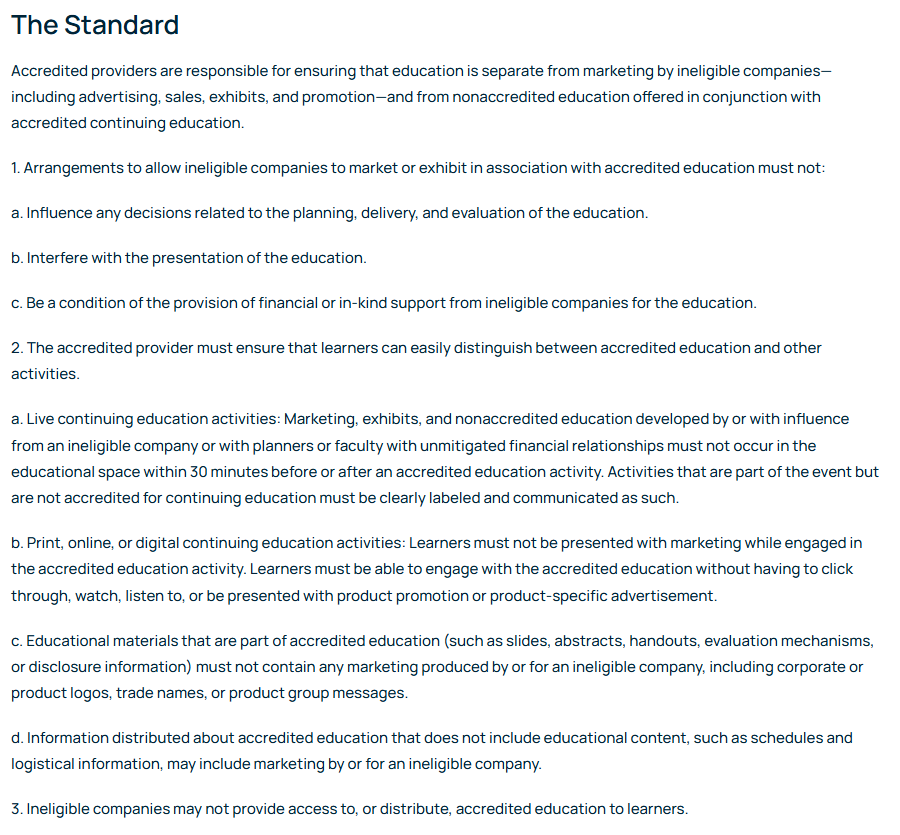 The Standard
Accredited providers are responsible for ensuring that education is separate from marketing by ineligible companies—
including advertising, sales, exhibits, and promotion—and from nonaccredited education offered in conjunction with
accredited continuing education.
1. Arrangements to allow ineligible companies to market or exhibit in association with accredited education must not:
a. Influence any decisions related to the planning, delivery, and evaluation of the education.
b. Interfere with the presentation of the education.
c. Be a condition of the provision of financial or in-kind support from ineligible companies for the education.
2. The accredited provider must ensure that learners can easily distinguish between accredited education and other
activities.
a. Live continuing education activities: Marketing, exhibits, and nonaccredited education developed by or with influence
from an ineligible company or with planners or faculty with unmitigated financial relationships must not occur in the
educational space within 30 minutes before or after an accredited education activity. Activities that are part of the event but
are not accredited for continuing education must be clearly labeled and communicated as such.
b. Print, online, or digital continuing education activities: Learners must not be presented with marketing while engaged in
the accredited education activity. Learners must be able to engage with the accredited education without having to click
through, watch, listen to, or be presented with product promotion or product-specific advertisement.
c. Educational materials that are part of accredited education (such as slides, abstracts, handouts, evaluation mechanisms,
or disclosure information) must not contain any marketing produced by or for an ineligible company, including corporate or
product logos, trade names, or product group messages.
d. Information distributed about accredited education that does not include educational content, such as schedules and
logistical information, may include marketing by or for an ineligible company.
3. Ineligible companies may not provide access to, or distribute, accredited education to learners.